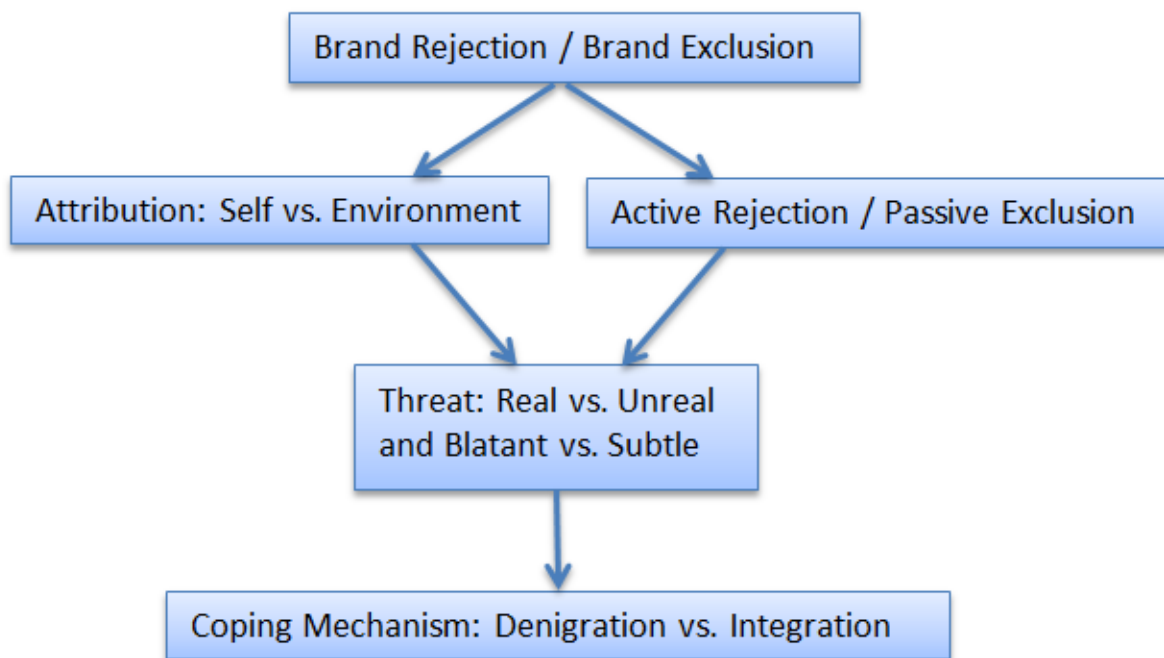 Brand Rejection / Brand Exclusion
Attribution: Self vs. Environment
Active Rejection / Passive Exclusion
Threat: Real vs. Unreal
and Blatant vs. Subtle
Coping Mechanism: Denigration vs. Integration